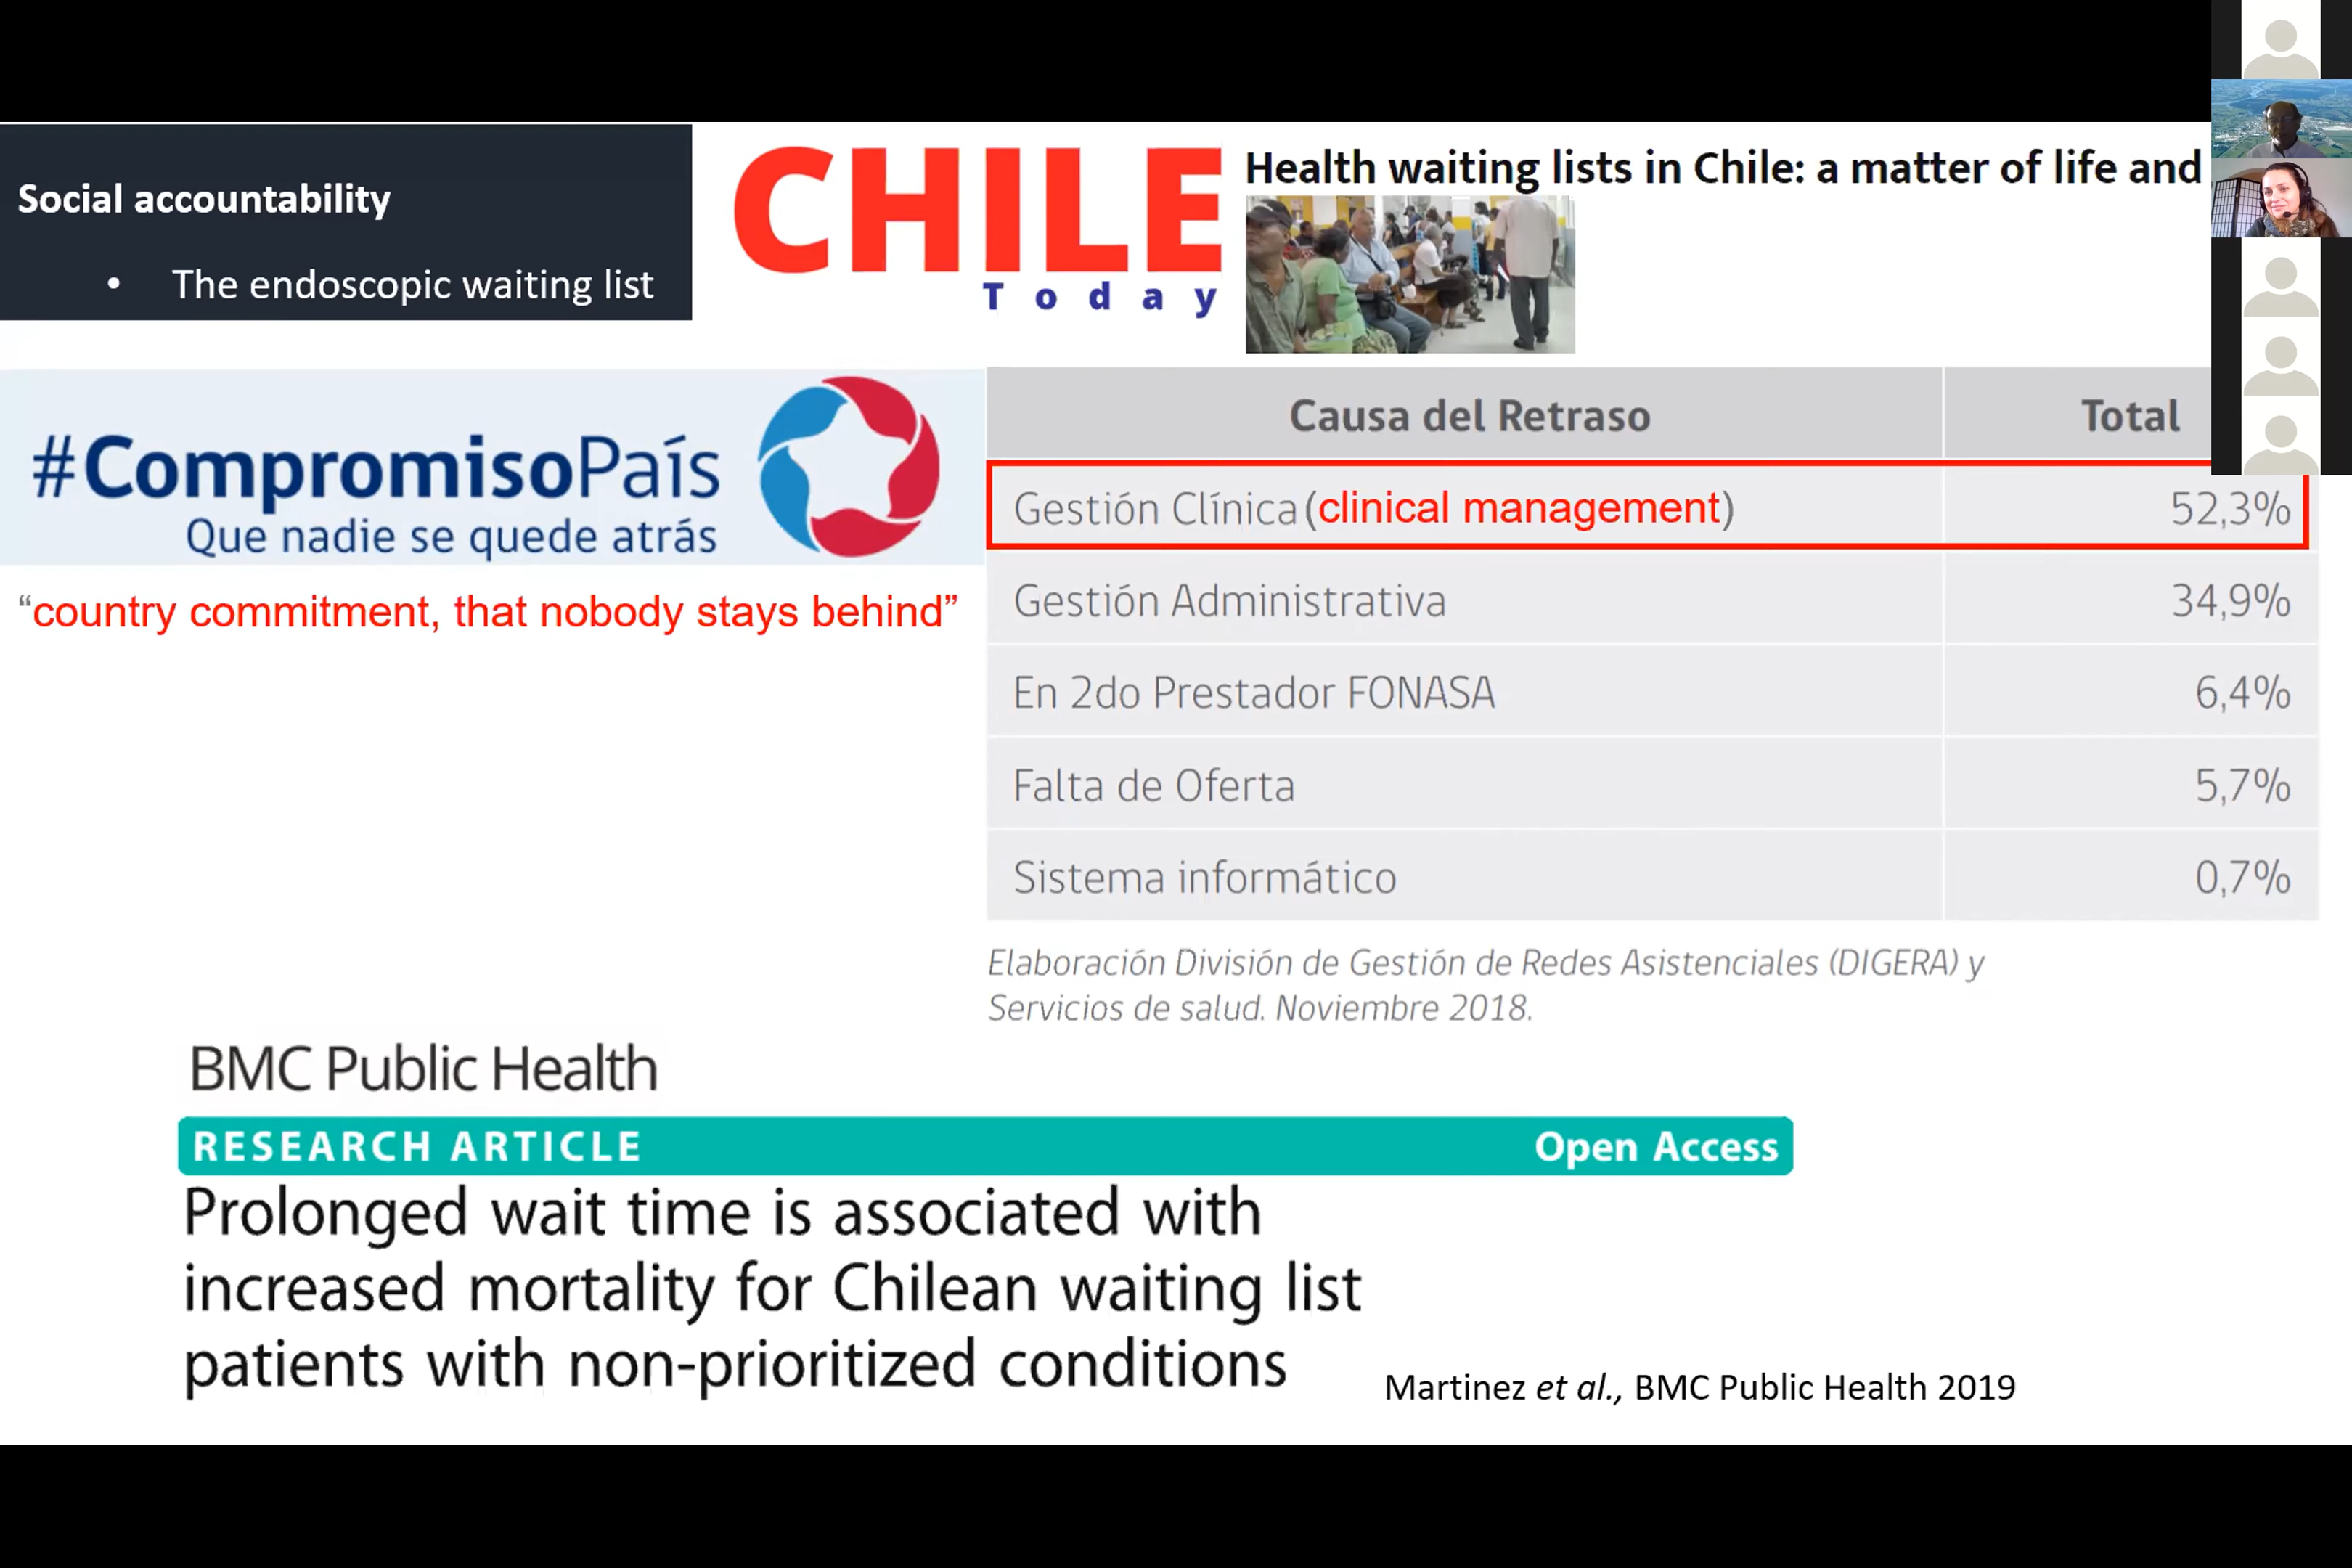 Social accountability
• The endoscopic waiting list
CHILE
Today
Health waiting lists in Chile: a matter of life and
#CompromisoPaís
Que nadie se quede atrás
“country commitment, that nobody stays behind”
Causa del Retraso Total
Gestión Clínica (clinical management) 52,3%
Gestión Administrativa 34,9%
En 2do Prestador FONASA 6,4%
Falta de Oferta 5,7%
Sistema informático 0,7%
Elaboración División de Gestión de Redes Asistenciales (DIGERA) y
Servicios de salud. Noviembre 2018.
BMC Public Health
RESEARCH ARTICLE Open Access
Prolonged wait time is associated with
increased mortality for Chilean waiting list
patients with non-prioritized conditions
Martinez et al., BMC Public Health 2019